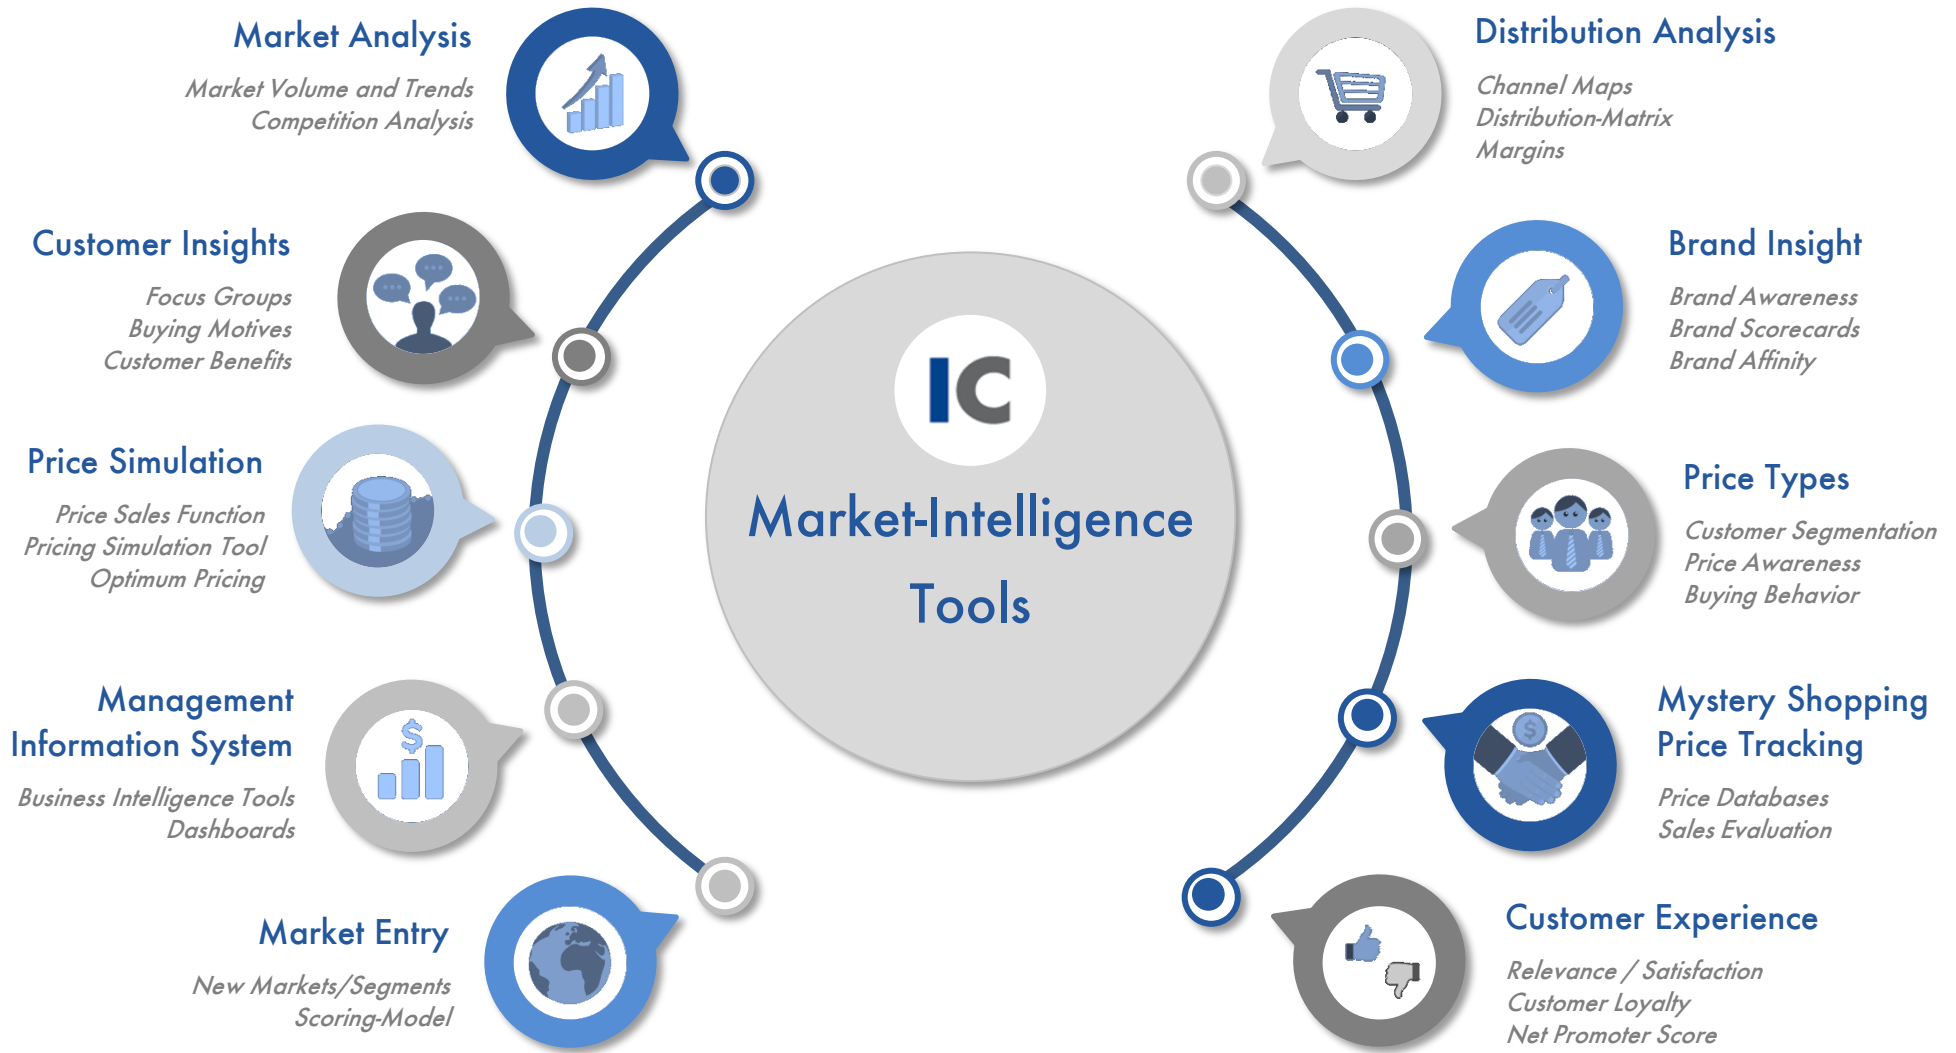 Market Analysis
Market Volume and Trends
Competition Analysis
Customer Insights
Focus Groups
Buying Motives
Customer Benefits
Price Simulation
Price Sales Function
Pricing Simulation Tool
Optimum Pricing
Management
Information System
$
Business Intelligence Tools
Dashboards
Market Entry
New Markets/Segments
Scoring-Model
IC
Market-Intelligence
Tools
Distribution Analysis
Channel Maps
Distribution-Matrix
Margins
Brand Insight
Brand Awareness
Brand Scorecards
Brand Affinity
Price Types
Customer Segmentation
Price Awareness
Buying Behavior
Mystery Shopping
Price Tracking
$
Price Databases
Sales Evaluation
Customer Experience
Relevance / Satisfaction
Customer Loyalty
Net Promoter Score